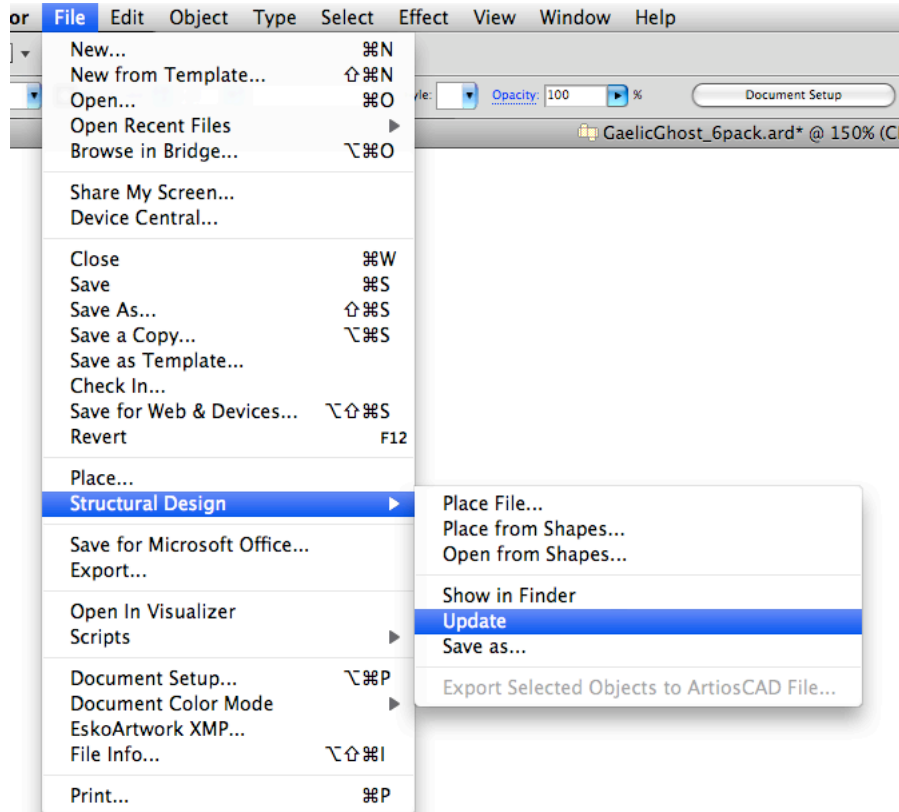 or File Edit Object Type Select Effect View Window Help
New... ⌘N
New from Template... ⇧⌘N
Open... ⌘O
yle: Opacity: 100 % Document Setup
Open Recent Files
GaelicGhost_6pack.ard* @ 150% (C
Browse in Bridge... ⌥⌘O
Share My Screen...
Device Central...
Close ⌘W
Save ⌘S
Save As... ⇧⌘S
Save a Copy... ⌥⌘S
Save as Template...
Check In...
Save for Web & Devices... ⌥⇧⌘S
Revert F12
Place...
Structural Design
Place File...
Place from Shapes...
Open from Shapes...
Show in Finder
Update
Save as...
Export Selected Objects to ArtiosCAD File...
Save for Microsoft Office...
Export...
Open In Visualizer
Scripts
Document Setup... ⌥⌘P
Document Color Mode
EskoArtwork XMP...
File Info... ⌥⇧⌘I
Print... ⌘P